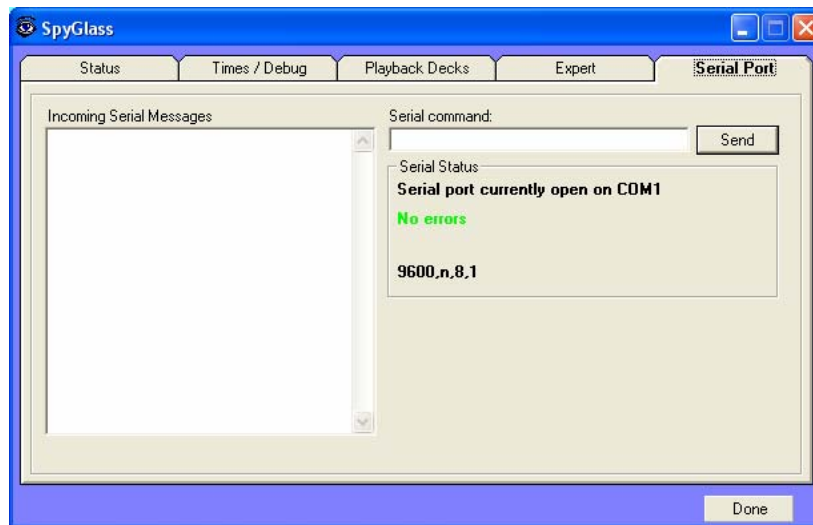 SpyGlass
Status Times / Debug Playback Decks Expert Serial Port
Incoming Serial Messages
Serial command:
Send
Serial Status
Serial port currently open on COM1
No errors
9600,n,8,1
Done